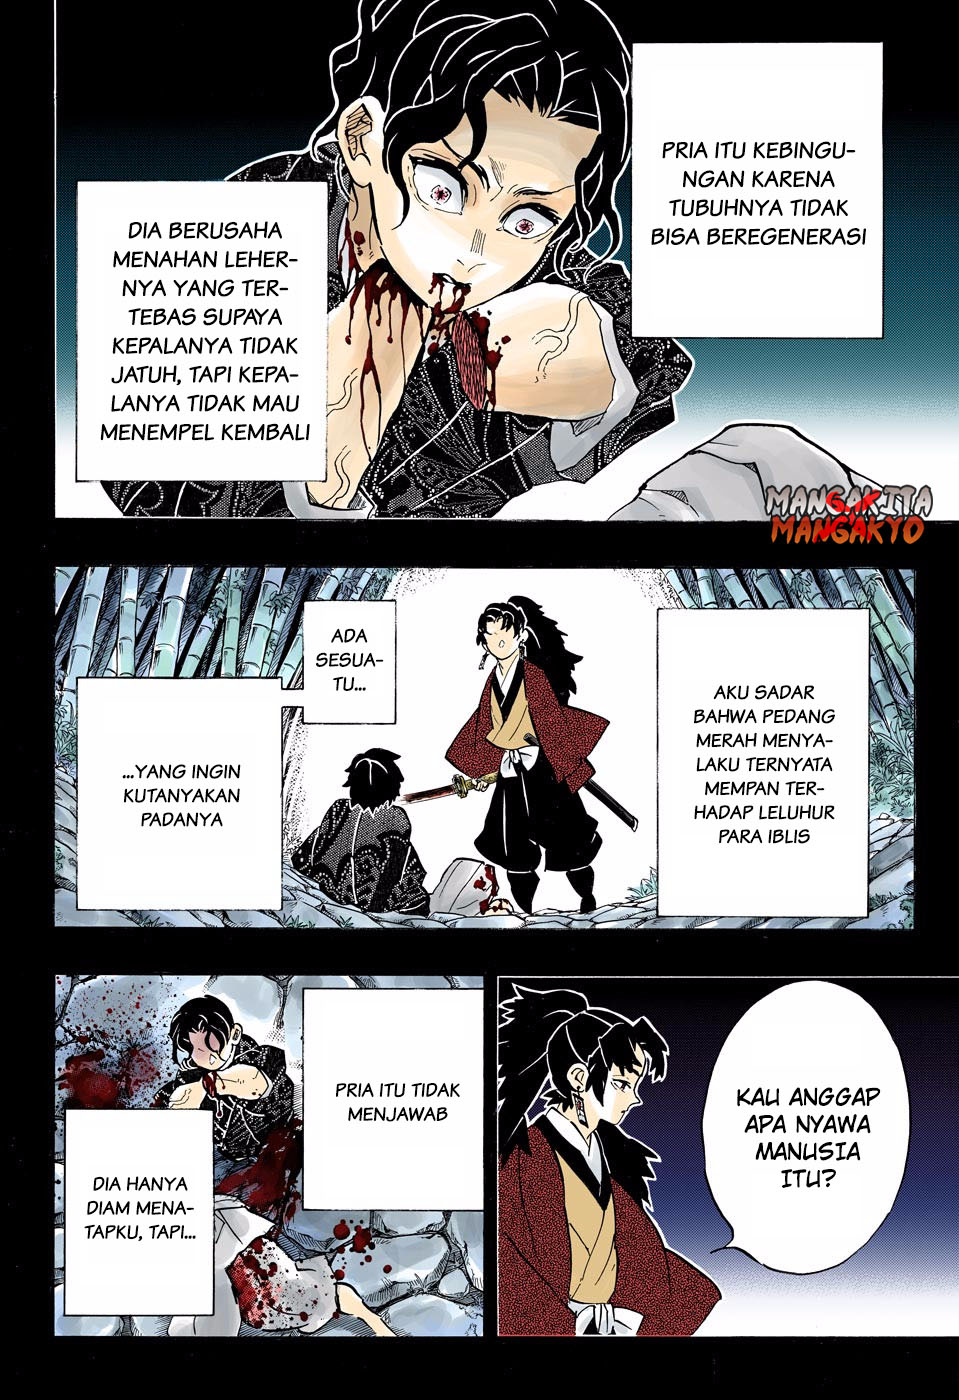 PRIA ITU KEBINGU-
NGAN KARENA
TUBUHNYA TIDAK
BISA BEREGENERASI
DIA BERUSAHA
MENAHAN LEHER-
NYA YANG TER-
TEBAS SUPAYA
KEPALANYA TIDAK
JATUH, TAPI KEPA-
LANYA TIDAK MAU
MENEMPEL KEMBALI
MANGAKITA
MANGAKYO
AKU SADAR
BAHWA PEDANG
MERAH MENYA-
LAKU TERNYATA
MEMPAN TER-
HADAP LELUHUR
PARA IBLIS
ADA
SESUA-
TU...
...YANG INGIN
KUTANYAKAN
PADANYA
KAU ANGGAP
APA NYAWA
MANUSIA
ITU?
PRIA ITU TIDAK
MENJAWAB
DIA HANYA
DIAM MENA-
TAPKU, TAPI...